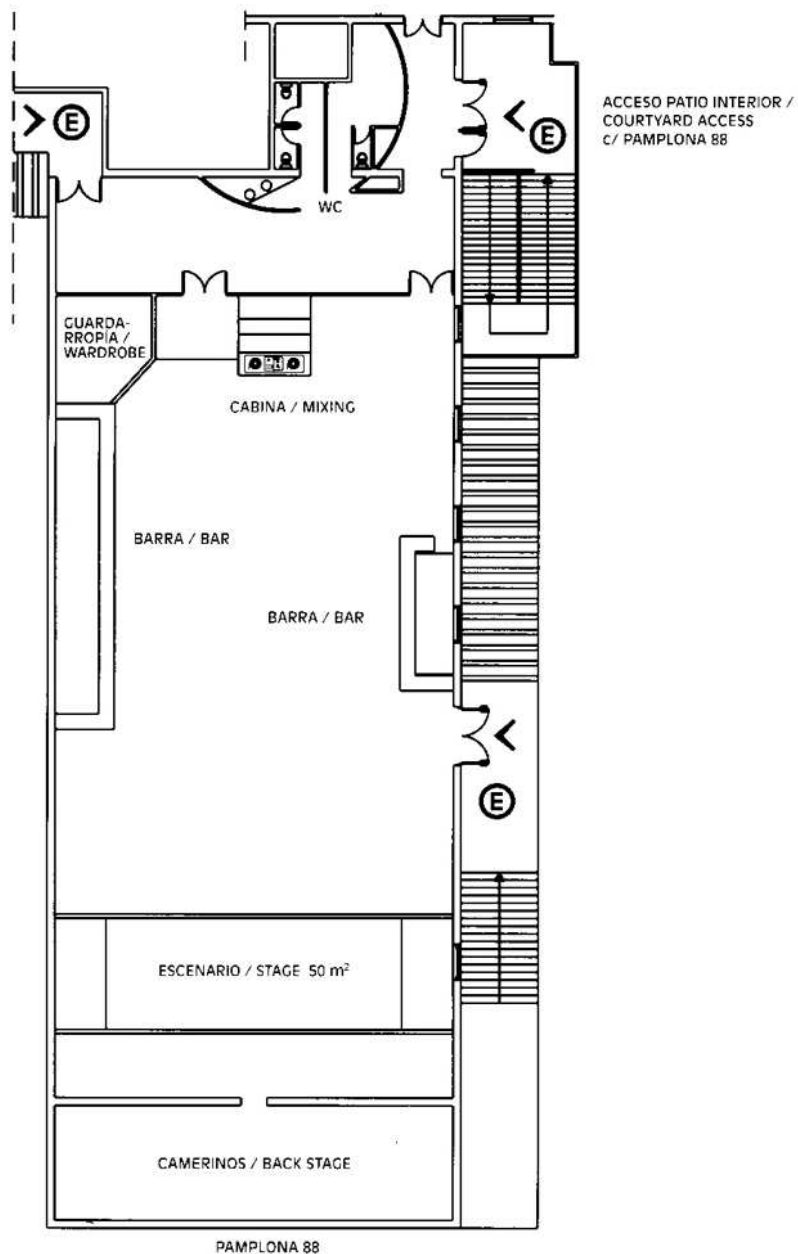 E
E
ACCESO PATIO INTERIOR /
COURTYARD ACCESS
c/ PAMPLONA 88
WC
GUARDA-
RROPÍA /
WARDROBE
CABINA / MIXING
BARRA / BAR
BARRA / BAR
E
ESCENARIO / STAGE 50 m²
CAMERINOS / BACK STAGE
PAMPLONA 88